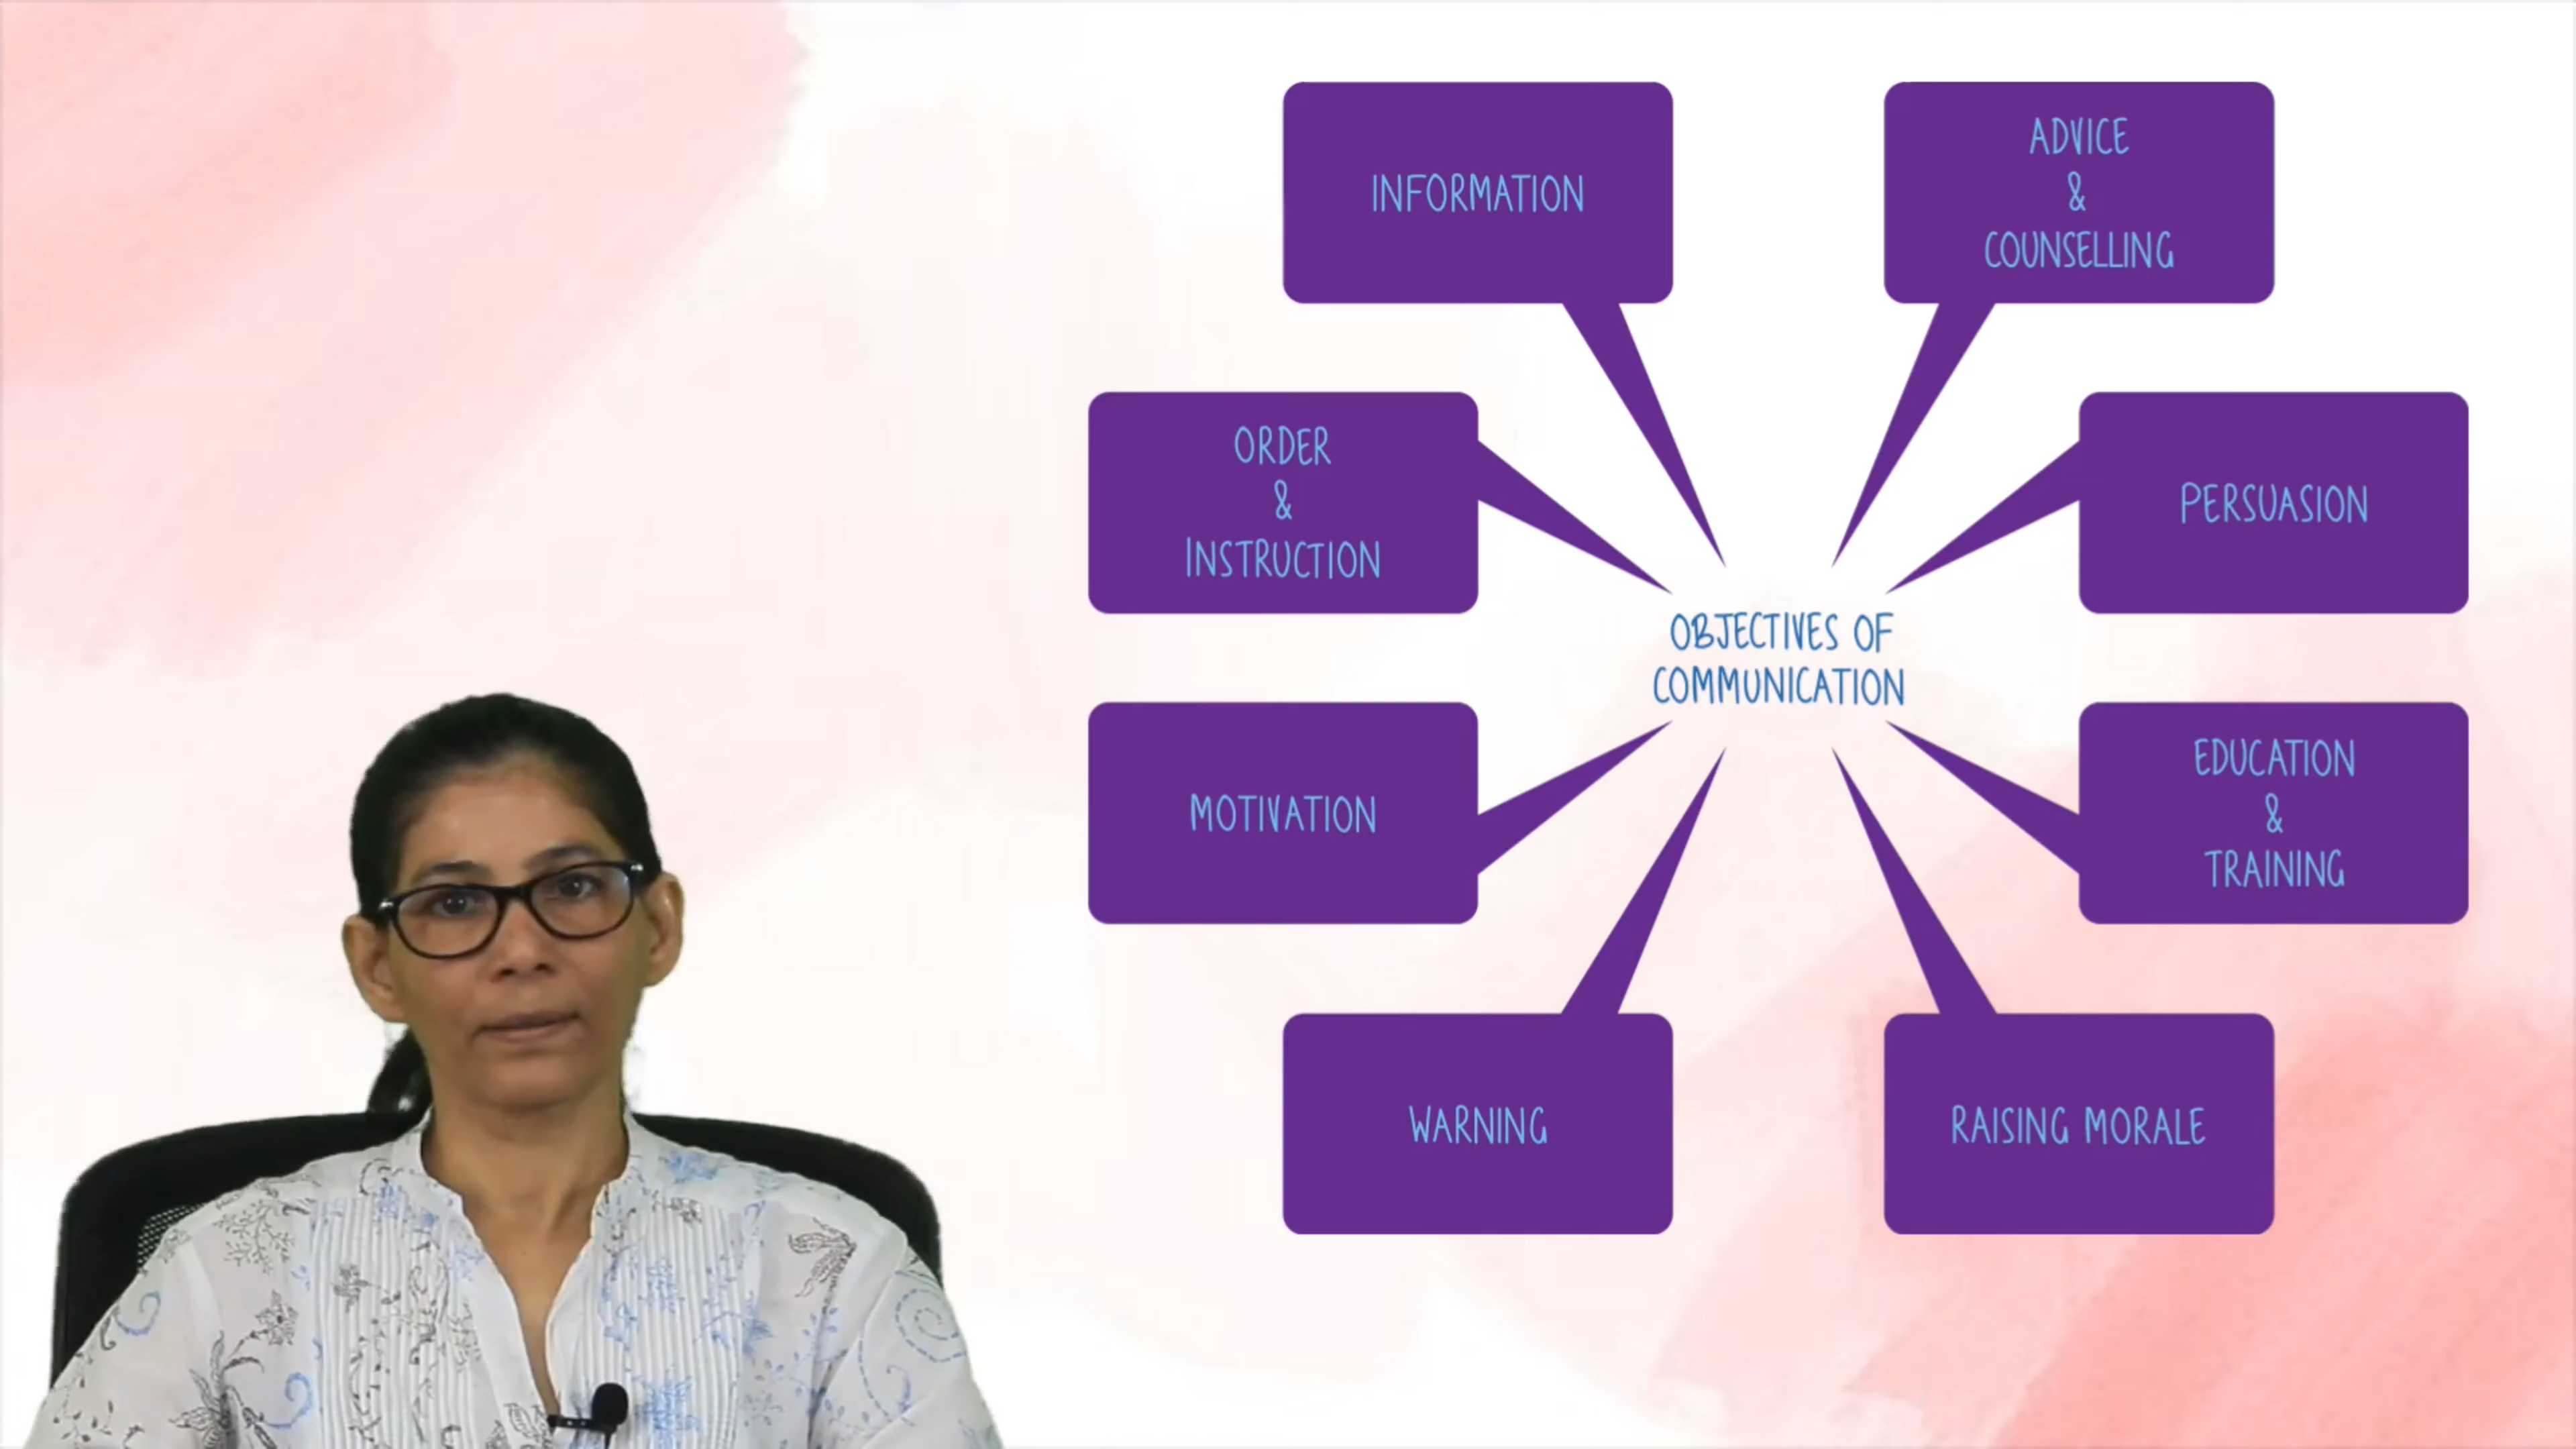 INFORMATION
ADVICE
&
COUNSELLING
ORDER
&
INSTRUCTION
PERSUASION
OBJECTIVES OF
COMMUNICATION
MOTIVATION
EDUCATION
&
TRAINING
WARNING
RAISING MORALE